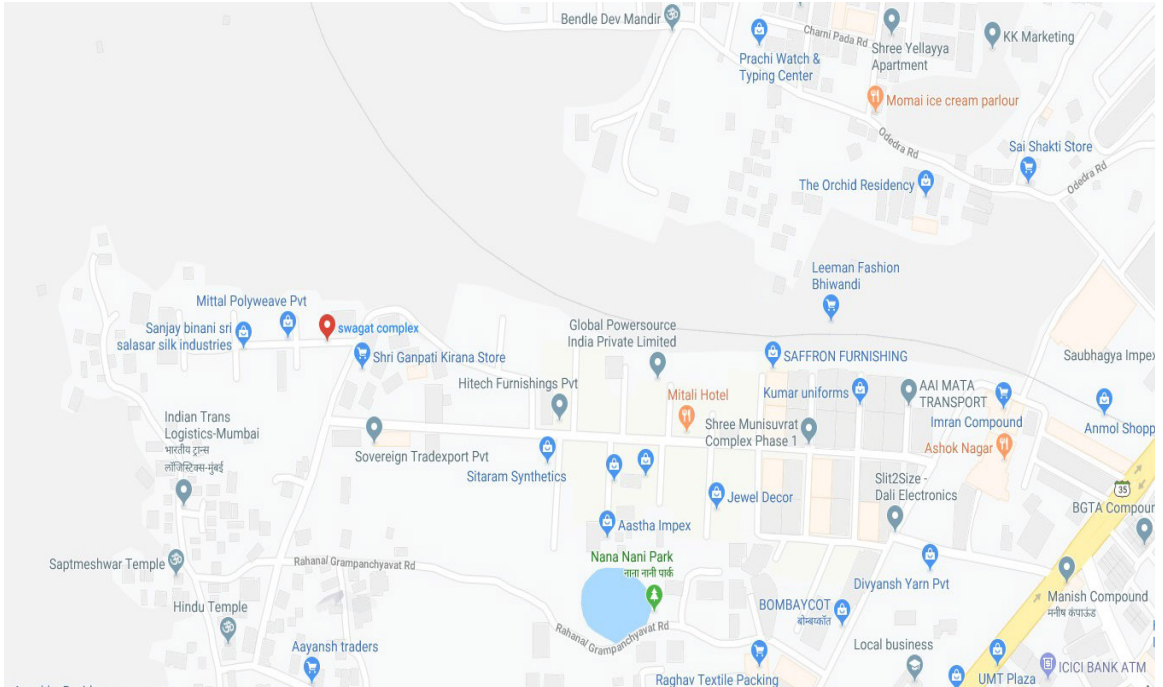 Bendle Dev Mandir
Charni Pada Rd
KK Marketing
Prachi Watch &
Typing Center
Shree Yellayya
Apartment
Momai ice cream parlour
Odedra Rd
Sai Shakti Store
Odedra Rd
The Orchid Residency
Leeman Fashion
Bhiwandi
Mittal Polyweave Pvt
Sanjay binani sri
salasar silk industries
swagat complex
Shri Ganpati Kirana Store
Global Powersource
India Private Limited
SAFFRON FURNISHING
Saubhagya Impex
Hitech Furnishings Pvt
Mitali Hotel
Kumar uniforms
AAI MATA
TRANSPORT
Imran Compound
Anmol Shopp
Indian Trans
Logistics-Mumbai
भारतीय ट्रान्स
लॉजिस्टिक्स-मुंबई
Sovereign Tradexport Pvt
Shree Munisuvrat
Complex Phase 1
Ashok Nagar
Sitaram Synthetics
Jewel Decor
Slit2Size -
Dali Electronics
35
BGTA Compour
Aastha Impex
Saptmeshwar Temple
Rahanal Grampanchyavat Rd
Nana Nani Park
नाना नानी पार्क
Divyansh Yarn Pvt
Manish Compound
मनीष कंपाऊंड
Hindu Temple
BOMBAYCOT
बोम्बय्कॉत
Rahanal Grampanchyavat Rd
Aayansh traders
Local business
Raghav Textile Packing
UMT Plaza
ICICI BANK ATM